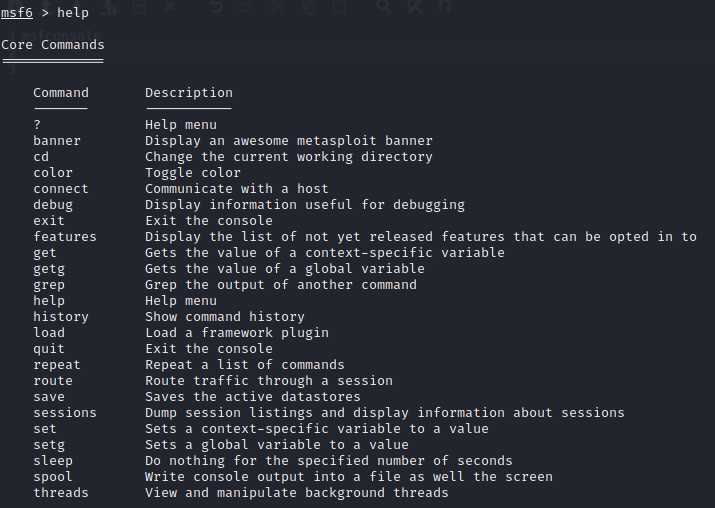 msf6 > help
Core Commands
Command Description
? Help menu
banner Display an awesome metasploit banner
cd Change the current working directory
color Toggle color
connect Communicate with a host
debug Display information useful for debugging
exit Exit the console
features Display the list of not yet released features that can be opted in to
get Gets the value of a context-specific variable
getg Gets the value of a global variable
grep Grep the output of another command
help Help menu
history Show command history
load Load a framework plugin
quit Exit the console
repeat Repeat a list of commands
route Route traffic through a session
save Saves the active datastores
sessions Dump session listings and display information about sessions
set Sets a context-specific variable to a value
setg Sets a global variable to a value
sleep Do nothing for the specified number of seconds
spool Write console output into a file as well the screen
threads View and manipulate background threads